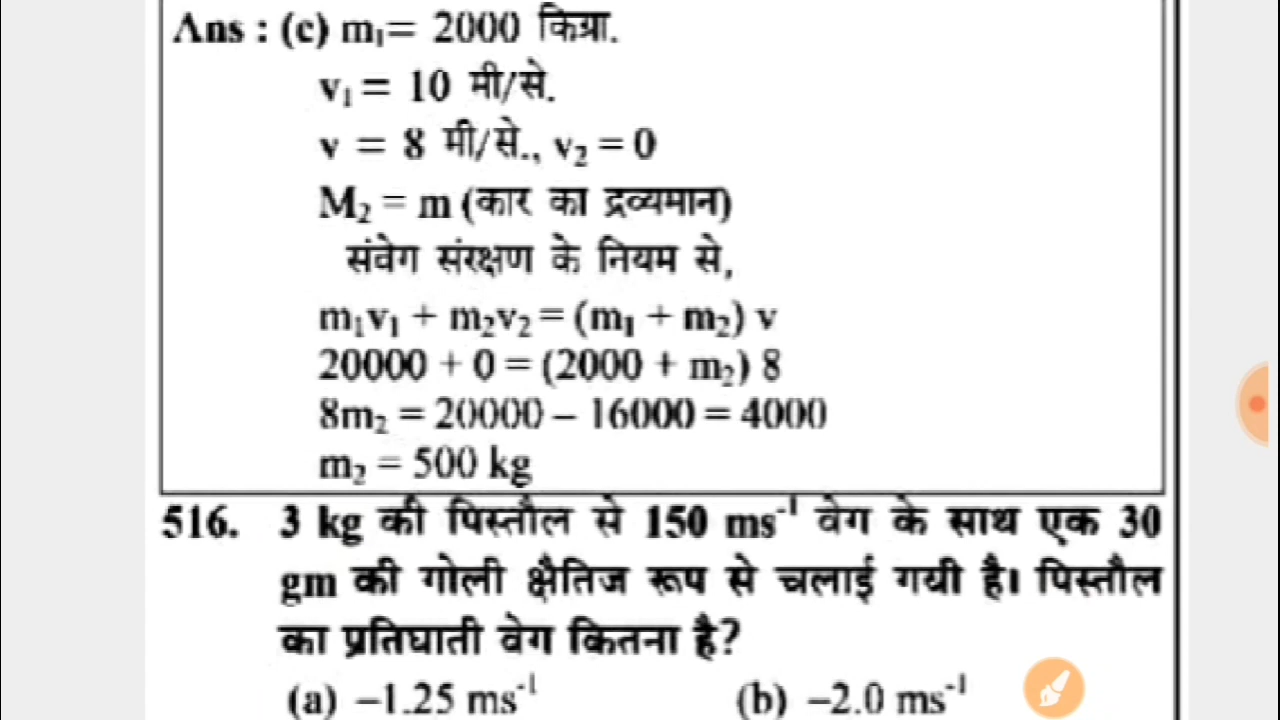 Ans : (c) m₁= 2000 किग्रा.
v₁ = 10 मी/से.
v = 8 मी/से., v₂ = 0
M₂ = m (कार का द्रव्यमान)
संवेग संरक्षण के नियम से,
m₁v₁ + m₂v₂ = (m₁ + m₂) v
20000 + 0 = (2000 + m₂) 8
8m₂ = 20000 – 16000 = 4000
m₂ = 500 kg
516. 3 kg की पिस्तौल से 150 ms⁻¹ वेग के साथ एक 30
gm की गोली क्षैतिज रूप से चलाई गयी है। पिस्तौल
का प्रतिघाती वेग कितना है?
(a) –1.25 ms⁻¹ (b) –2.0 ms⁻¹